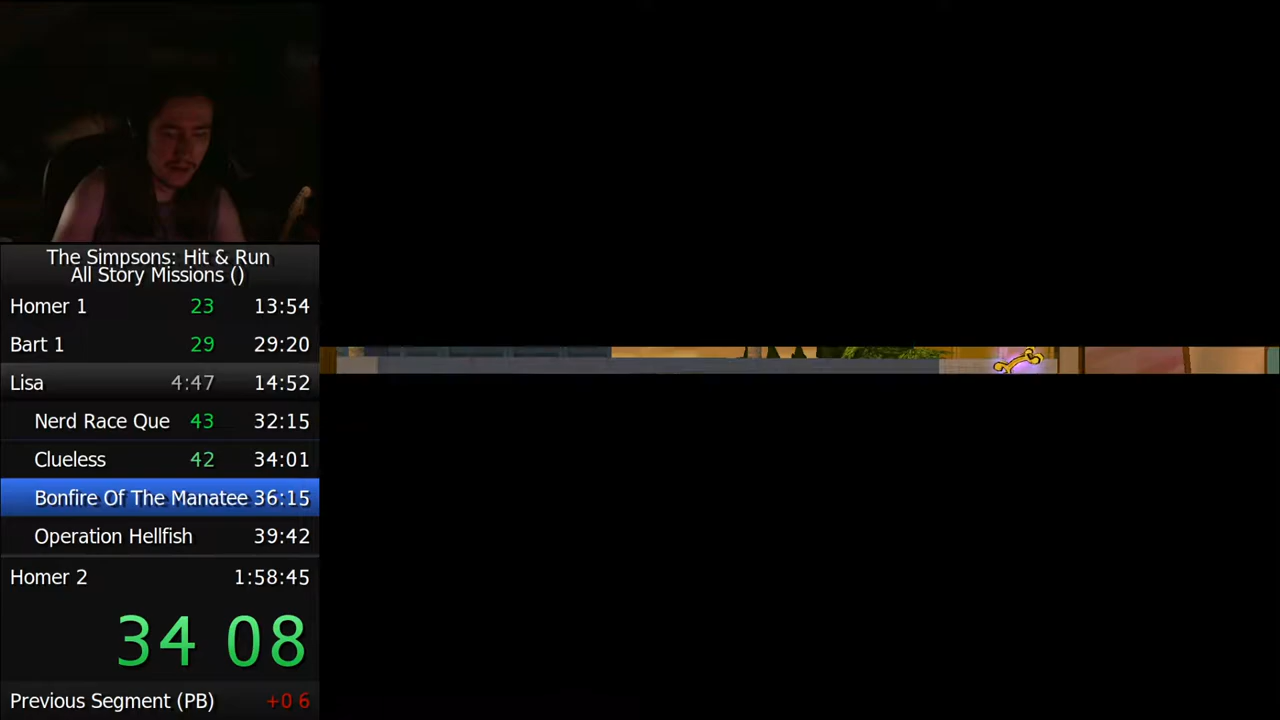 The Simpsons: Hit & Run
All Story Missions ()
Homer 1 23 13:54
Bart 1 29 29:20
Lisa 4:47 14:52
Nerd Race Que 43 32:15
Clueless 42 34:01
Bonfire Of The Manatee 36:15
Operation Hellfish 39:42
Homer 2 1:58:45
34 08
Previous Segment (PB) +0 6